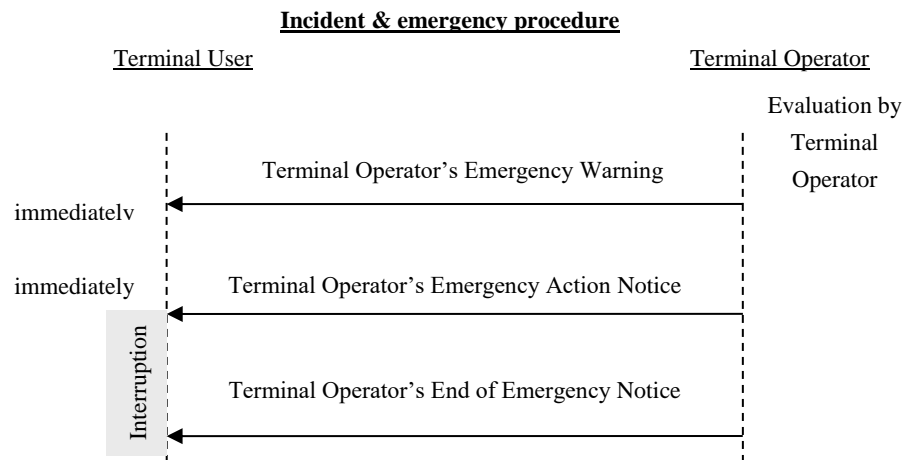 Incident & emergency procedure
Terminal User
Terminal Operator
Evaluation by
Terminal
Operator
Terminal Operator’s Emergency Warning
immediately
immediately
Terminal Operator’s Emergency Action Notice
Interruption
Terminal Operator’s End of Emergency Notice